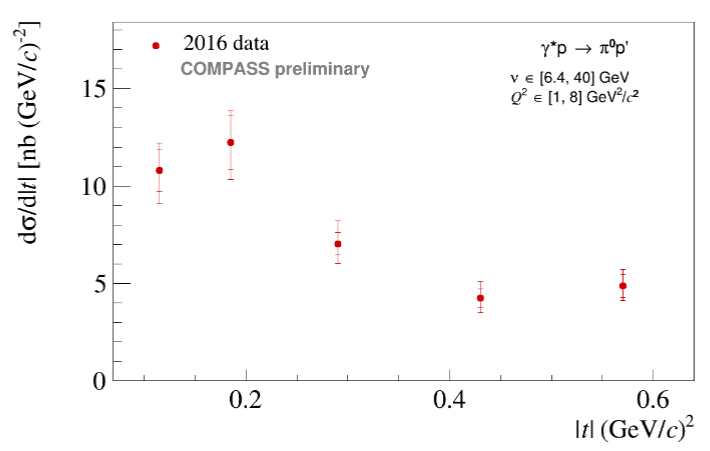 dσ/d|t| [nb (GeV/c)⁻²]
2016 data
COMPASS preliminary
γ*p → π⁰p'
ν ∈ [6.4, 40] GeV
Q² ∈ [1, 8] GeV²/c²
15
10
5
0
0.2 0.4 0.6
|t| (GeV/c)²